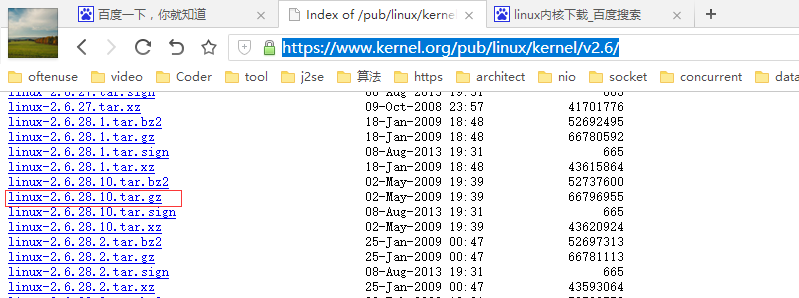 百度一下，你就知道 Index of /pub/linux/kernel linux内核下载_百度搜索
https://www.kernel.org/pub/linux/kernel/v2.6/
oftenuse video Coder tool j2se 算法 https architect nio socket concurrent data
linux-2.6.27.tar.sign 08-Aug-2013 19:31 665
linux-2.6.27.tar.xz 09-Oct-2008 23:57 41701776
linux-2.6.28.1.tar.bz2 18-Jan-2009 18:48 52692495
linux-2.6.28.1.tar.gz 18-Jan-2009 18:48 66780592
linux-2.6.28.1.tar.sign 08-Aug-2013 19:31 665
linux-2.6.28.1.tar.xz 18-Jan-2009 18:48 43615864
linux-2.6.28.10.tar.bz2 02-May-2009 19:39 52737600
linux-2.6.28.10.tar.gz 02-May-2009 19:39 66796955
linux-2.6.28.10.tar.sign 08-Aug-2013 19:31 665
linux-2.6.28.10.tar.xz 02-May-2009 19:39 43620924
linux-2.6.28.2.tar.bz2 25-Jan-2009 00:47 52697313
linux-2.6.28.2.tar.gz 25-Jan-2009 00:47 66781113
linux-2.6.28.2.tar.sign 08-Aug-2013 19:31 665
linux-2.6.28.2.tar.xz 25-Jan-2009 00:47 43593064